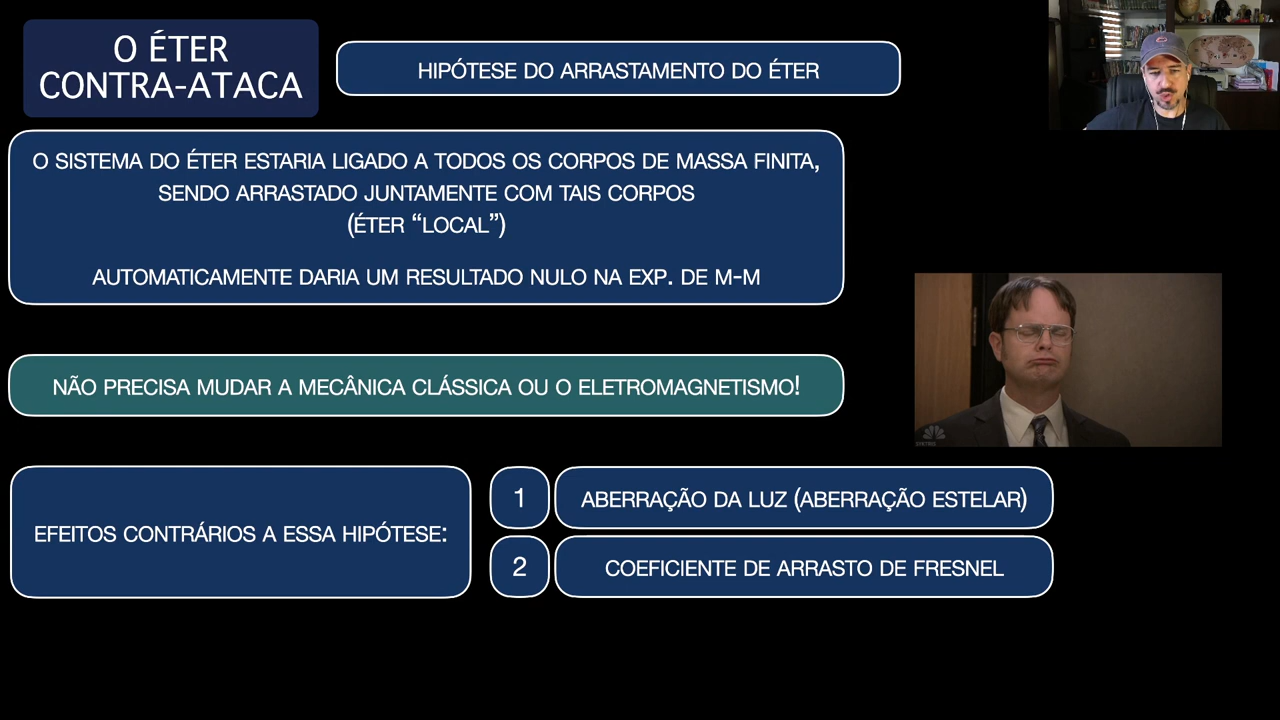 O ÉTER
CONTRA-ATACA
HIPÓTESE DO ARRASTAMENTO DO ÉTER
O SISTEMA DO ÉTER ESTARIA LIGADO A TODOS OS CORPOS DE MASSA FINITA,
SENDO ARRASTADO JUNTAMENTE COM TAIS CORPOS
(ÉTER “LOCAL”)
AUTOMATICAMENTE DARIA UM RESULTADO NULO NA EXP. DE M-M
NÃO PRECISA MUDAR A MECÂNICA CLÁSSICA OU O ELETROMAGNETISMO!
EFEITOS CONTRÁRIOS A ESSA HIPÓTESE:
1
ABERRAÇÃO DA LUZ (ABERRAÇÃO ESTELAR)
2
COEFICIENTE DE ARRASTO DE FRESNEL